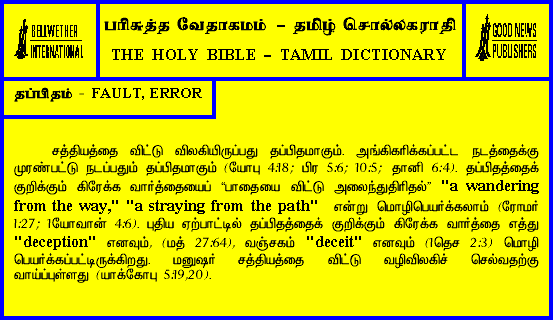 BELLWETHER
INTERNATIONAL
பரிசுத்த வேதாகமம் – தமிழ் சொல்லகராதி
THE HOLY BIBLE – TAMIL DICTIONARY
GOOD NEWS
PUBLISHERS
தப்பிதம் - FAULT, ERROR
சத்தியத்தை விட்டு விலகியிருப்பது தப்பிதமாகும். அங்கிகரிக்கப்பட்ட நடத்தைக்கு
முரண்பட்டு நடப்பதும் தப்பிதமாகும் (யோபு 4:18; பிர 5:6; 10:5; தானி 6:4). தப்பிதத்தைக்
குறிக்கும் கிரேக்க வார்த்தையைப் “பாதையை விட்டு அலைந்துதிரிதல்” "a wandering
from the way," "a straying from the path" என்று மொழிபெயர்க்கலாம் (ரோமர்
1:27; 1யோவான் 4:6). புதிய ஏற்பாட்டில் தப்பிதத்தைக் குறிக்கும் கிரேக்க வார்த்தை எத்து
"deception" எனவும், (மத் 27:64), வஞ்சகம் "deceit" எனவும் (1தெச 2:3) மொழி
பெயர்க்கப்பட்டிருக்கிறது. மனுஷர் சத்தியத்தை விட்டு வழிவிலகிச் செல்வதற்கு
வாய்ப்புள்ளது (யாக்கோபு 5:19,20).